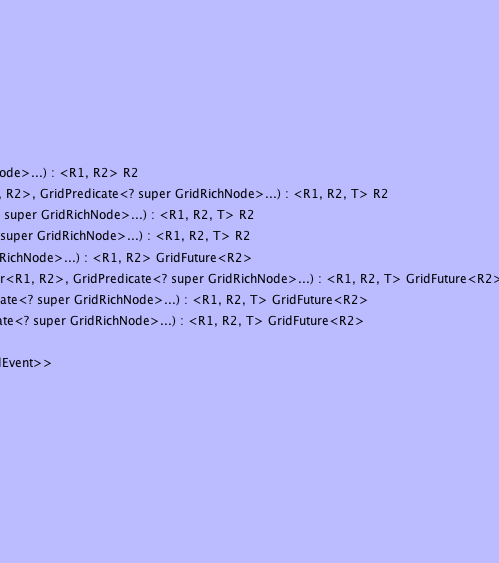 ode>...) : <R1, R2> R2
, R2>, GridPredicate<? super GridRichNode>...) : <R1, R2, T> R2
super GridRichNode>...) : <R1, R2, T> R2
super GridRichNode>...) : <R1, R2, T> R2
RichNode>...) : <R1, R2> GridFuture<R2>
r<R1, R2>, GridPredicate<? super GridRichNode>...) : <R1, R2, T> GridFuture<R2>
ate<? super GridRichNode>...) : <R1, R2, T> GridFuture<R2>
ate<? super GridRichNode>...) : <R1, R2, T> GridFuture<R2>
Event>>